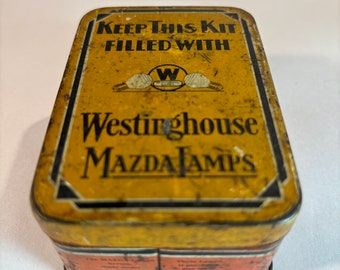 KEEP THIS KIT
FILLED WITH
W
Westinghouse
MAZDA LAMPS